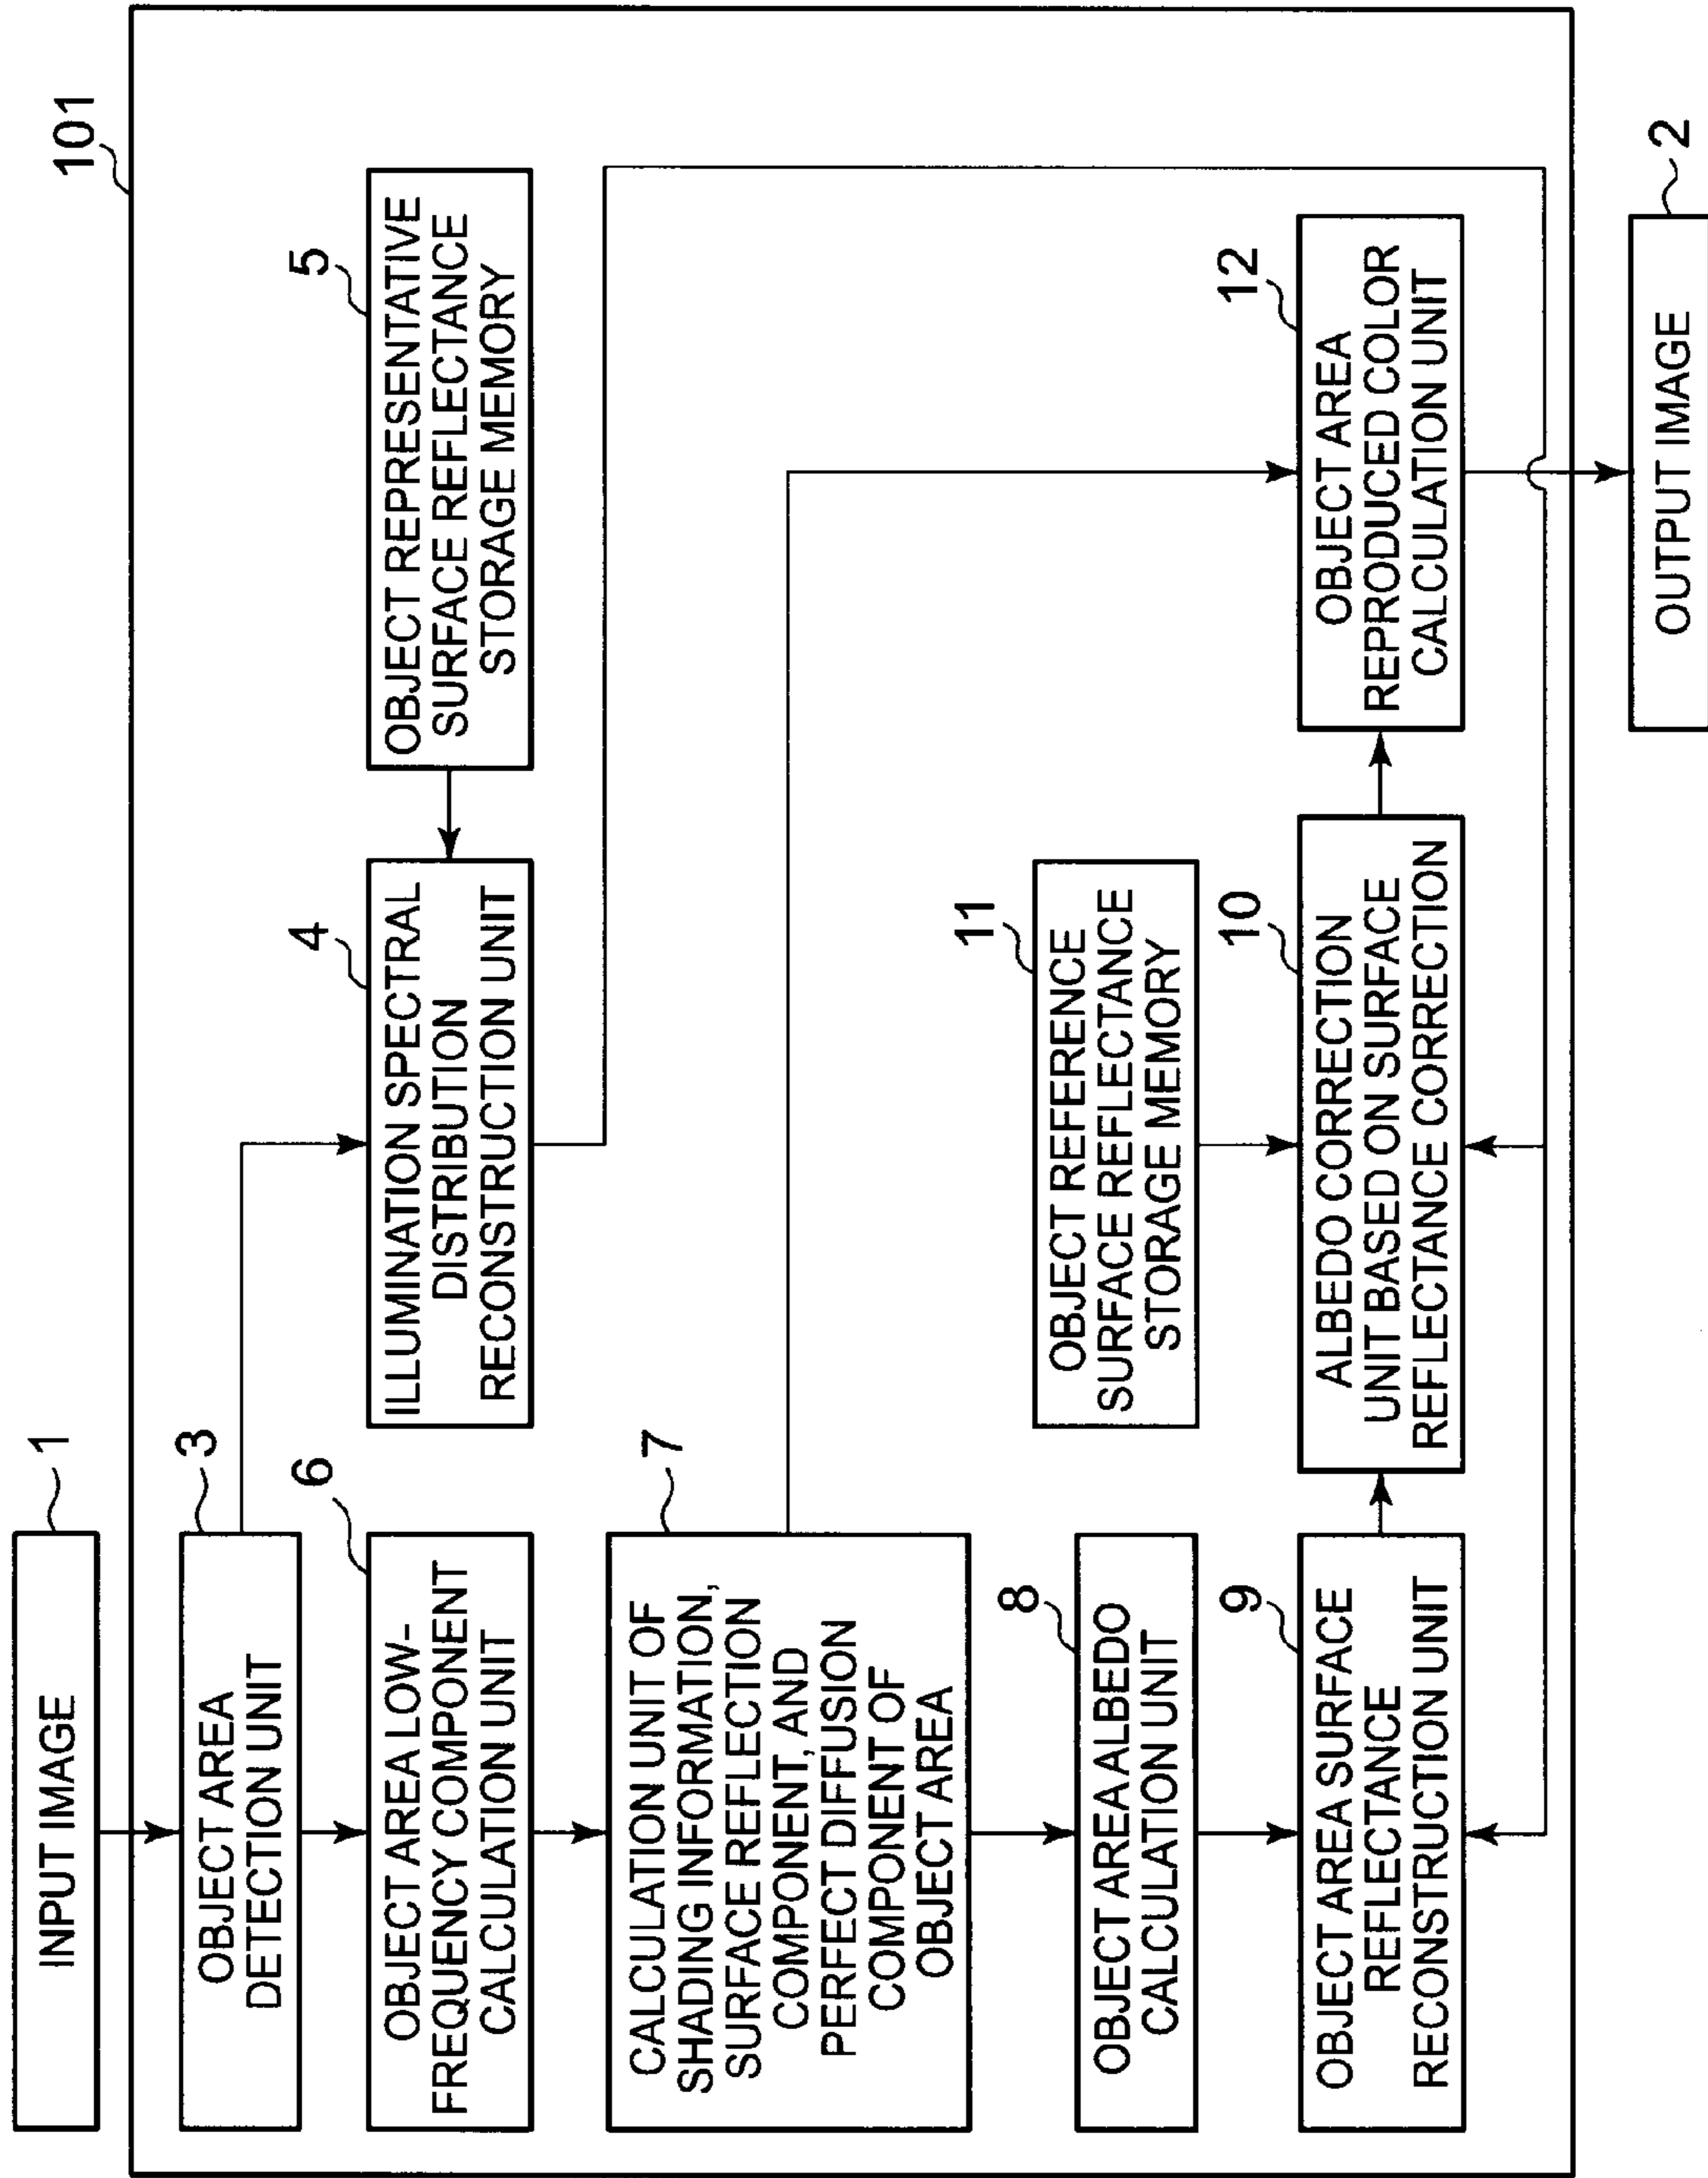 101
INPUT IMAGE
1
OBJECT AREA
DETECTION UNIT
3
ILLUMINATION SPECTRAL
DISTRIBUTION
RECONSTRUCTION UNIT
4
OBJECT REPRESENTATIVE
SURFACE REFLECTANCE
STORAGE MEMORY
5
OBJECT AREA LOW-
FREQUENCY COMPONENT
CALCULATION UNIT
6
CALCULATION UNIT OF
SHADING INFORMATION,
SURFACE REFLECTION
COMPONENT, AND
PERFECT DIFFUSION
COMPONENT OF
OBJECT AREA
7
OBJECT AREA ALBEDO
CALCULATION UNIT
8
OBJECT AREA SURFACE
REFLECTANCE
RECONSTRUCTION UNIT
9
OBJECT REFERENCE
SURFACE REFLECTANCE
STORAGE MEMORY
11
ALBEDO CORRECTION
UNIT BASED ON SURFACE
REFLECTANCE CORRECTION
10
OBJECT AREA
REPRODUCED COLOR
CALCULATION UNIT
12
OUTPUT IMAGE
2